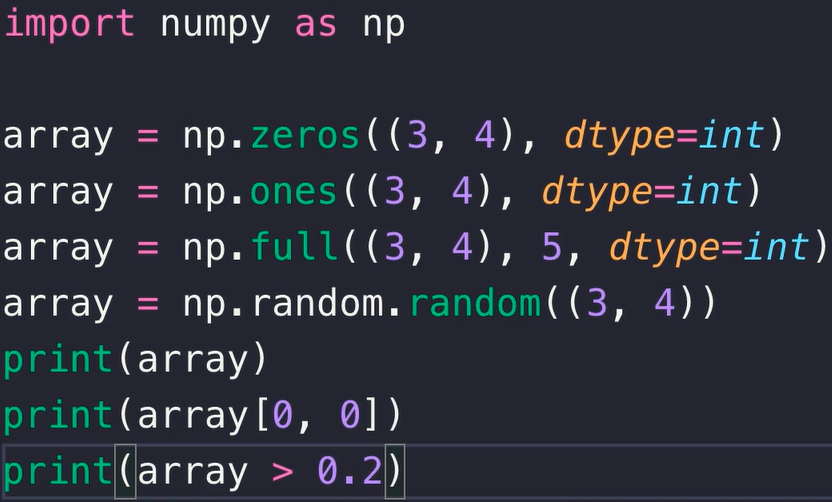 import numpy as np
array = np.zeros((3, 4), dtype=int)
array = np.ones((3, 4), dtype=int)
array = np.full((3, 4), 5, dtype=int)
array = np.random.random((3, 4))
print(array)
print(array[0, 0])
print(array > 0.2)